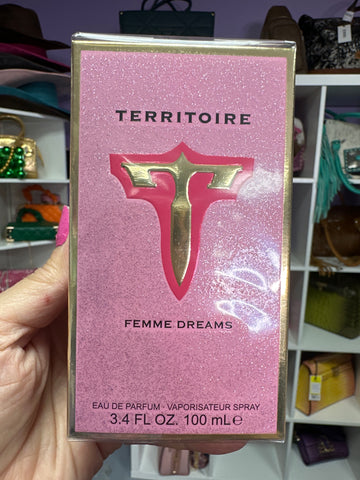 TERRITOIRE
FEMME DREAMS
EAU DE PARFUM - VAPORISATEUR SPRAY
3.4 FL OZ. 100 mL℮